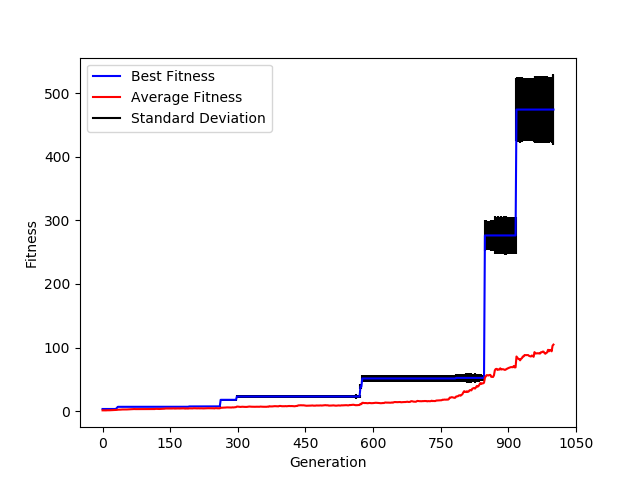 Best Fitness
Average Fitness
Standard Deviation
500
400
300
200
100
0
Fitness
0 150 300 450 600 750 900 1050
Generation